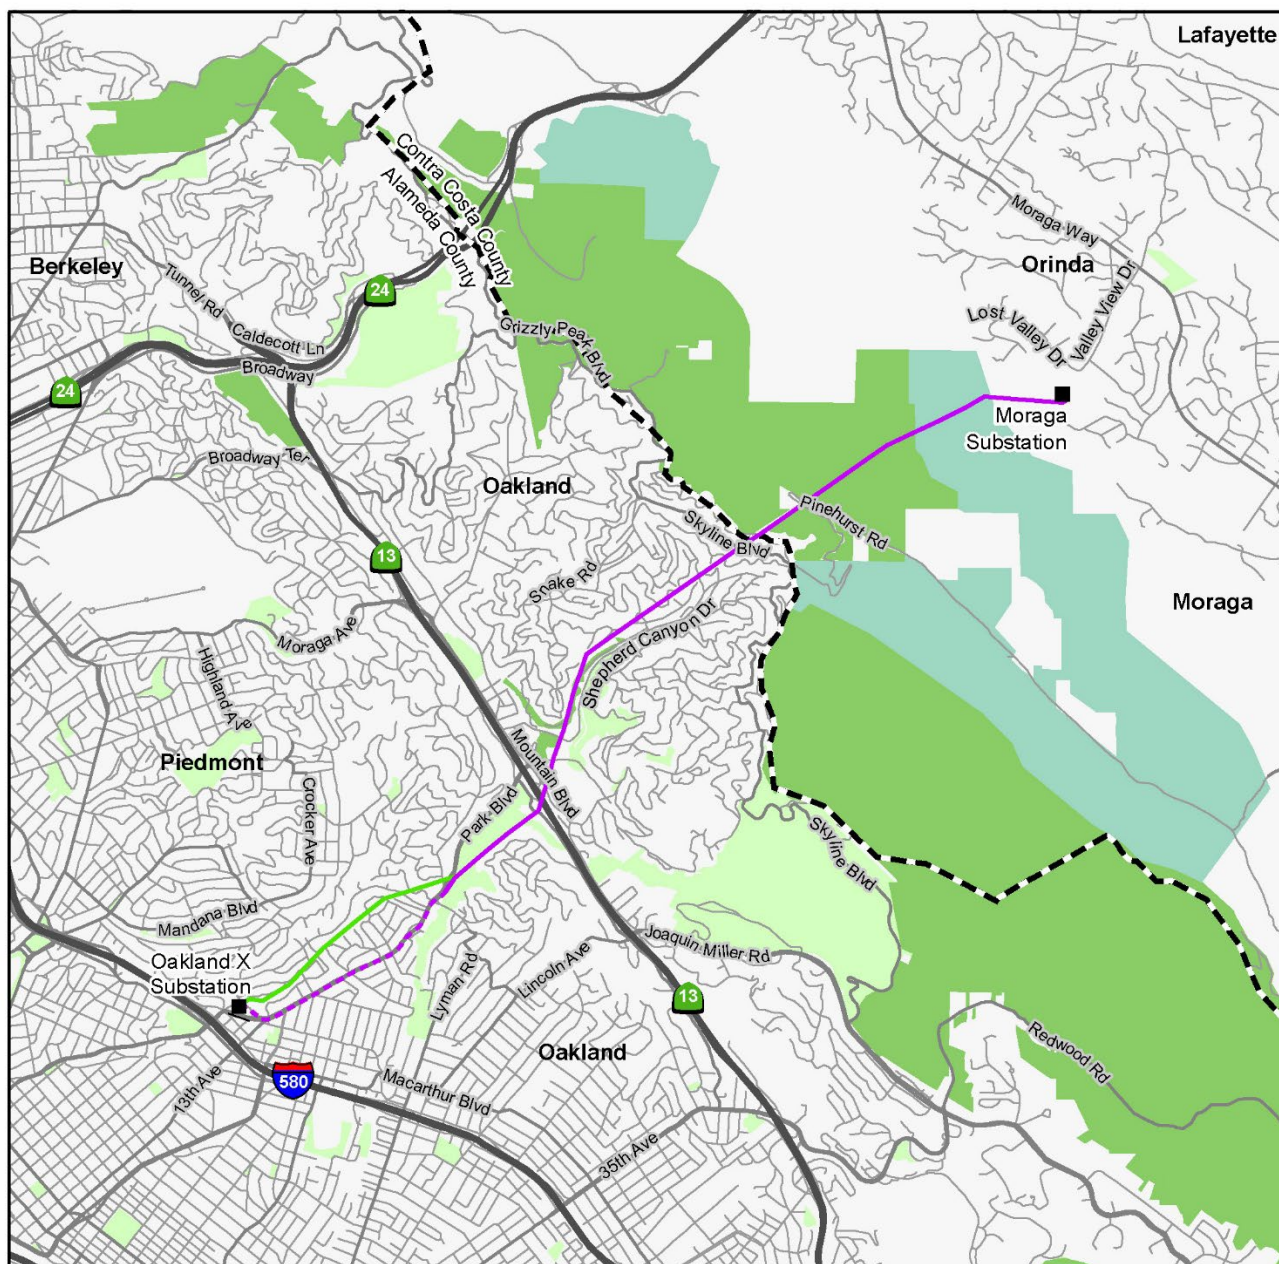 Lafayette
Contra Costa County
Alameda County
Moraga Way
Berkeley
Orinda
Tunnel Rd
24
Valley View Dr
Caldecott Ln
Lost Valley Dr
Grizzly Peak Blvd
Broadway
24
Moraga
Substation
Broadway Ter
Oakland
Pinehurst Rd
Skyline Blvd
13
Snake Rd
Moraga
Moraga Ave
Shepherd Canyon Dr
Highland Ave
Piedmont
Mountain Blvd
Park Blvd
Crocker Ave
Skyline Blvd
Mandana Blvd
Joaquin Miller Rd
Oakland X
Substation
Lyman Rd
Lincoln Ave
13
Oakland
Redwood Rd
580
13th Ave
Macarthur Blvd
35th Ave